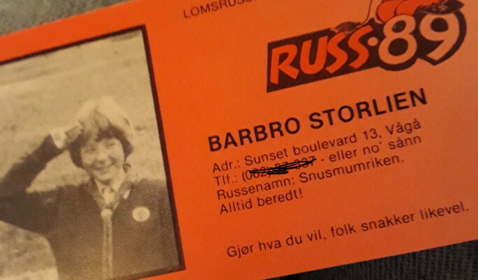 LOMSRUSS
RUSS•89
BARBRO STORLIEN
Adr.: Sunset boulevard 13, Vågå
Tlf.: (062) - eller no' sånn
Russenamn: Snusmumriken.
Alltid beredt!
Gjør hva du vil, folk snakker likevel.